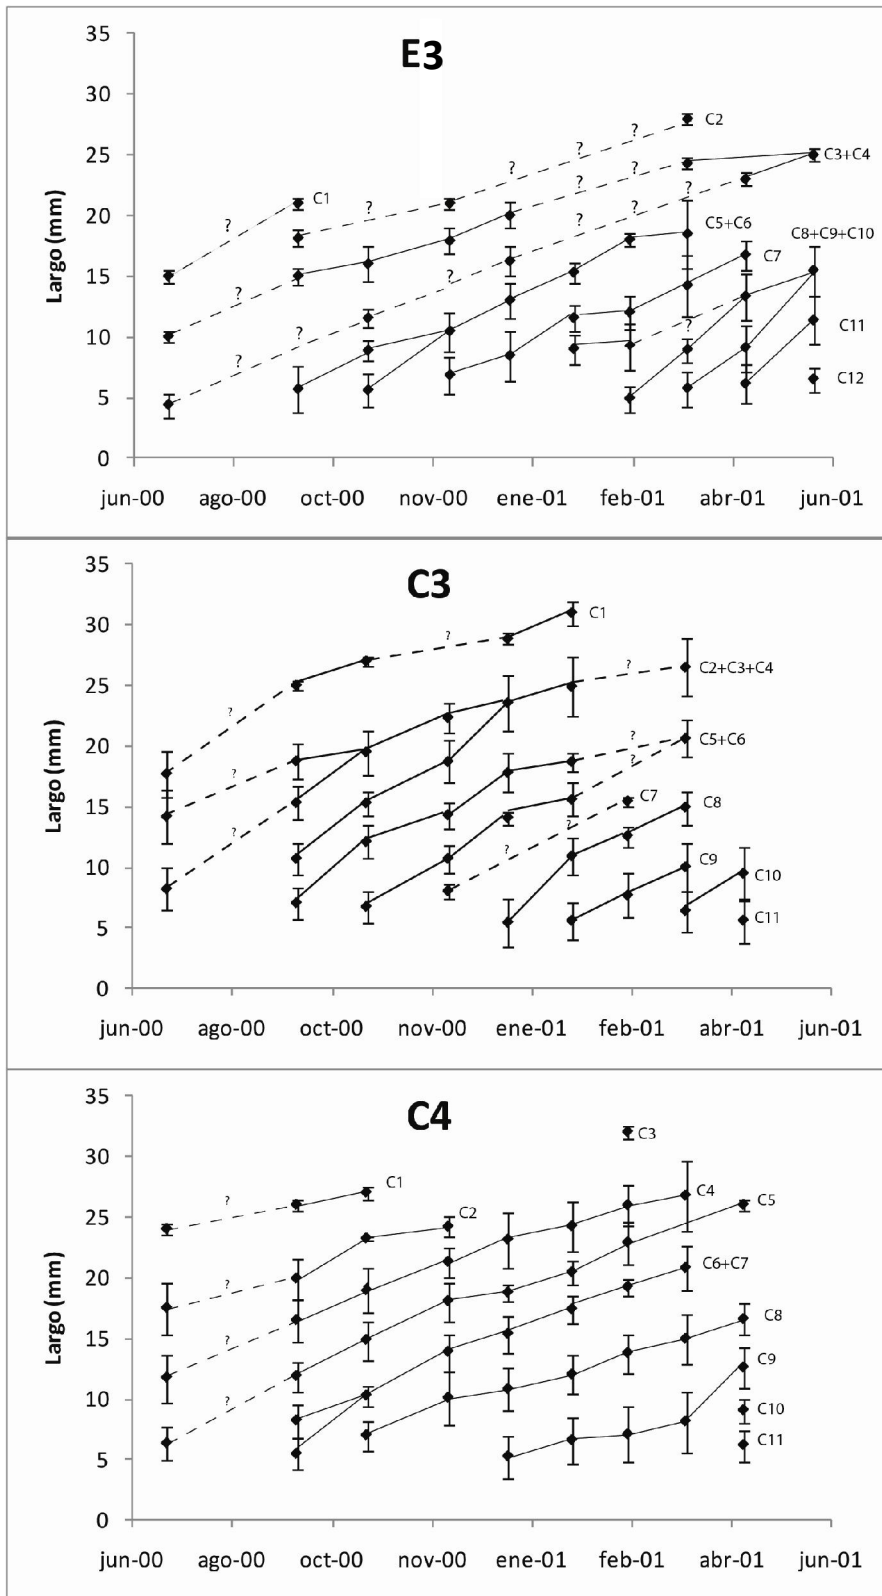 E3
Largo (mm)
35
30
25
20
15
10
5
0
C1
C2
C3+C4
C5+C6
C7
C8+C9+C10
C11
C12
? ? ? ? ? ? ? ? ? ? ? ? ?
jun-00 ago-00 oct-00 nov-00 ene-01 feb-01 abr-01 jun-01
C3
Largo (mm)
35
30
25
20
15
10
5
0
C1
C2+C3+C4
C5+C6
C7
C8
C9
C10
C11
? ? ? ? ? ? ? ? ?
jun-00 ago-00 oct-00 nov-00 ene-01 feb-01 abr-01 jun-01
C4
Largo (mm)
35
30
25
20
15
10
5
0
C3
C1
C2
C4
C5
C6+C7
C8
C9
C10
C11
? ? ? ?
jun-00 ago-00 oct-00 nov-00 ene-01 feb-01 abr-01 jun-01